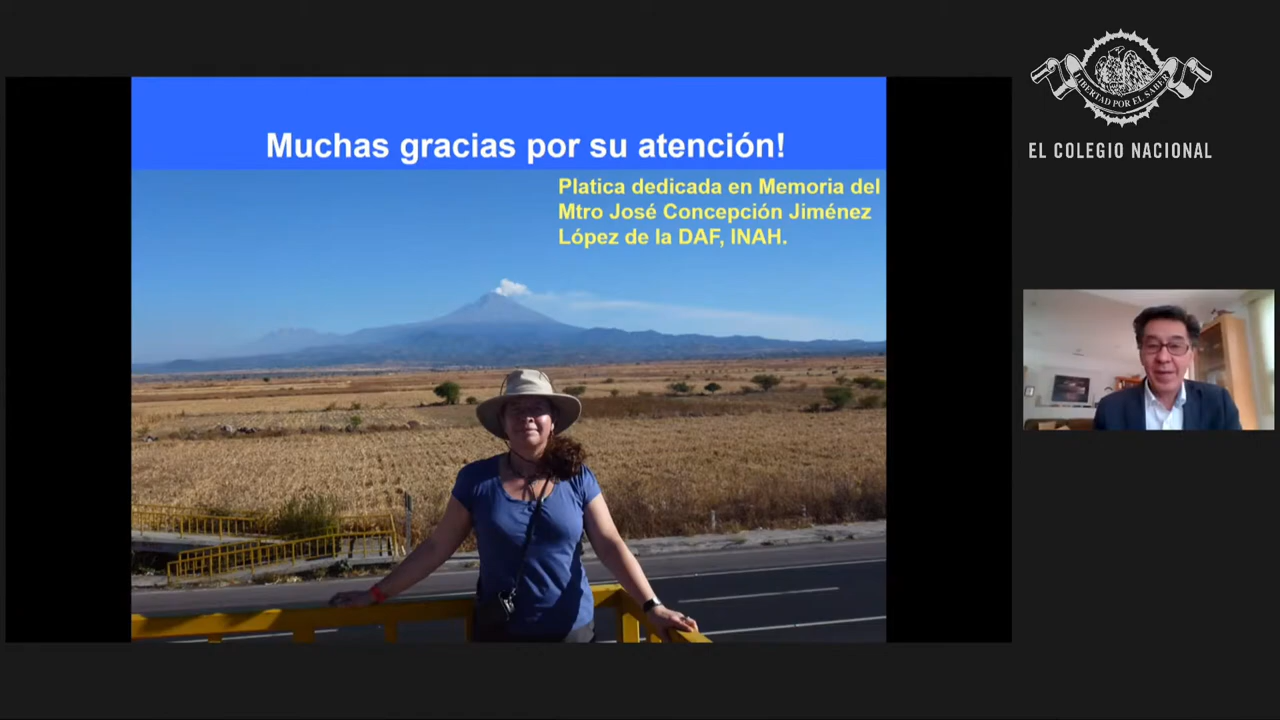 Muchas gracias por su atención!
Platica dedicada en Memoria del
Mtro José Concepción Jiménez
López de la DAF, INAH.
LIBERTAD POR EL SABER
EL COLEGIO NACIONAL